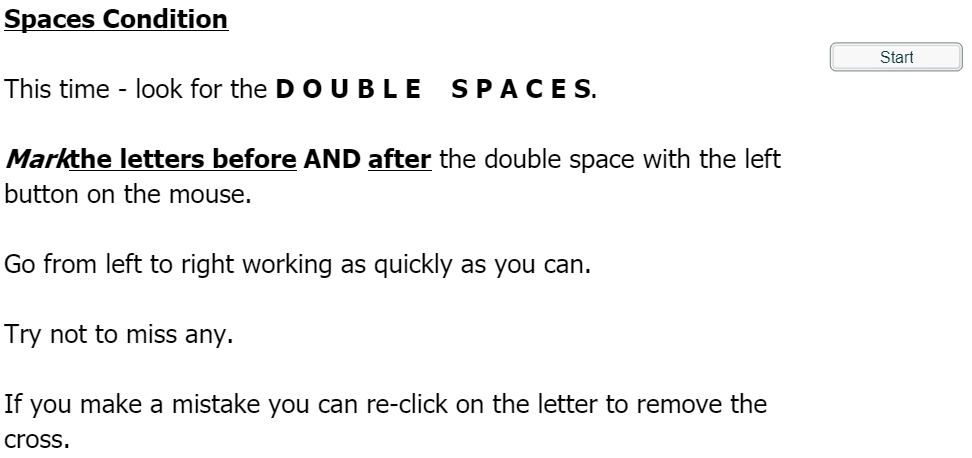 Spaces Condition
Start
This time - look for the D O U B L E   S P A C E S.
Mark the letters before AND after the double space with the left
button on the mouse.
Go from left to right working as quickly as you can.
Try not to miss any.
If you make a mistake you can re-click on the letter to remove the
cross.